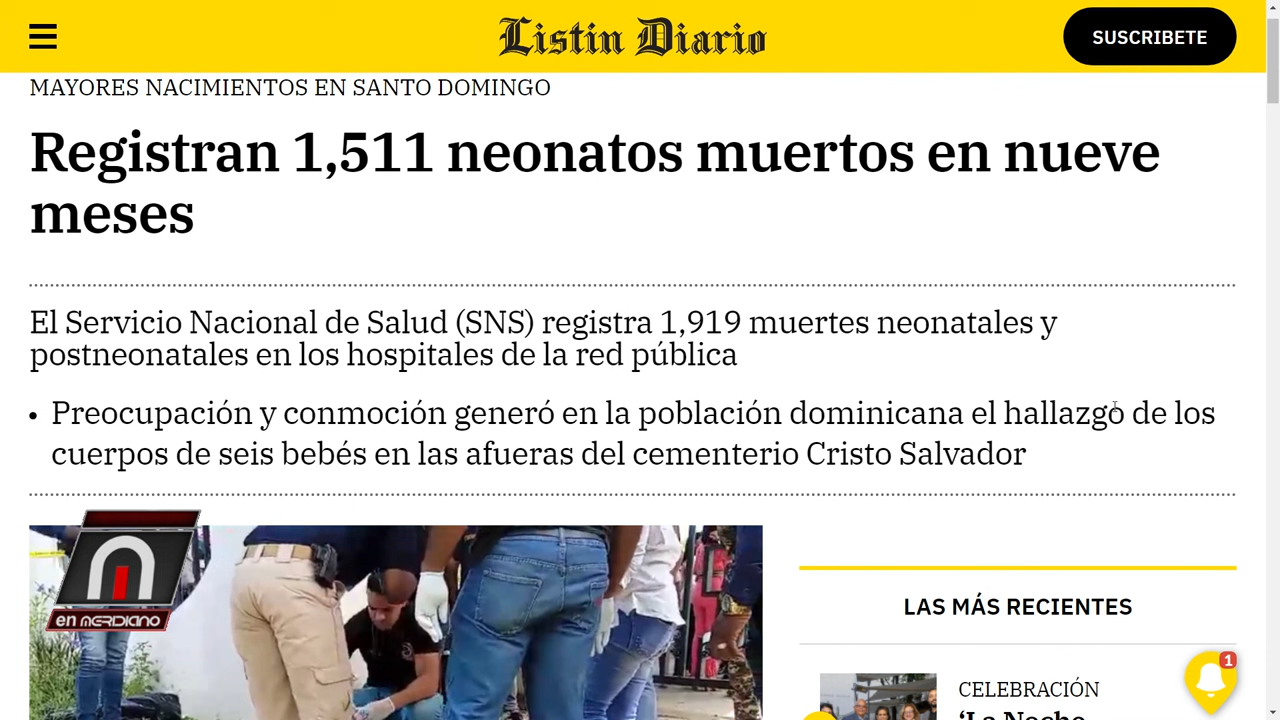 Listin Diario
SUSCRIBETE
MAYORES NACIMIENTOS EN SANTO DOMINGO
Registran 1,511 neonatos muertos en nueve
meses
El Servicio Nacional de Salud (SNS) registra 1,919 muertes neonatales y
postneonatales en los hospitales de la red pública
• Preocupación y conmoción generó en la población dominicana el hallazgo de los
cuerpos de seis bebés en las afueras del cementerio Cristo Salvador
en MERIDIANO
LAS MÁS RECIENTES
1
CELEBRACIÓN
‘La Noche